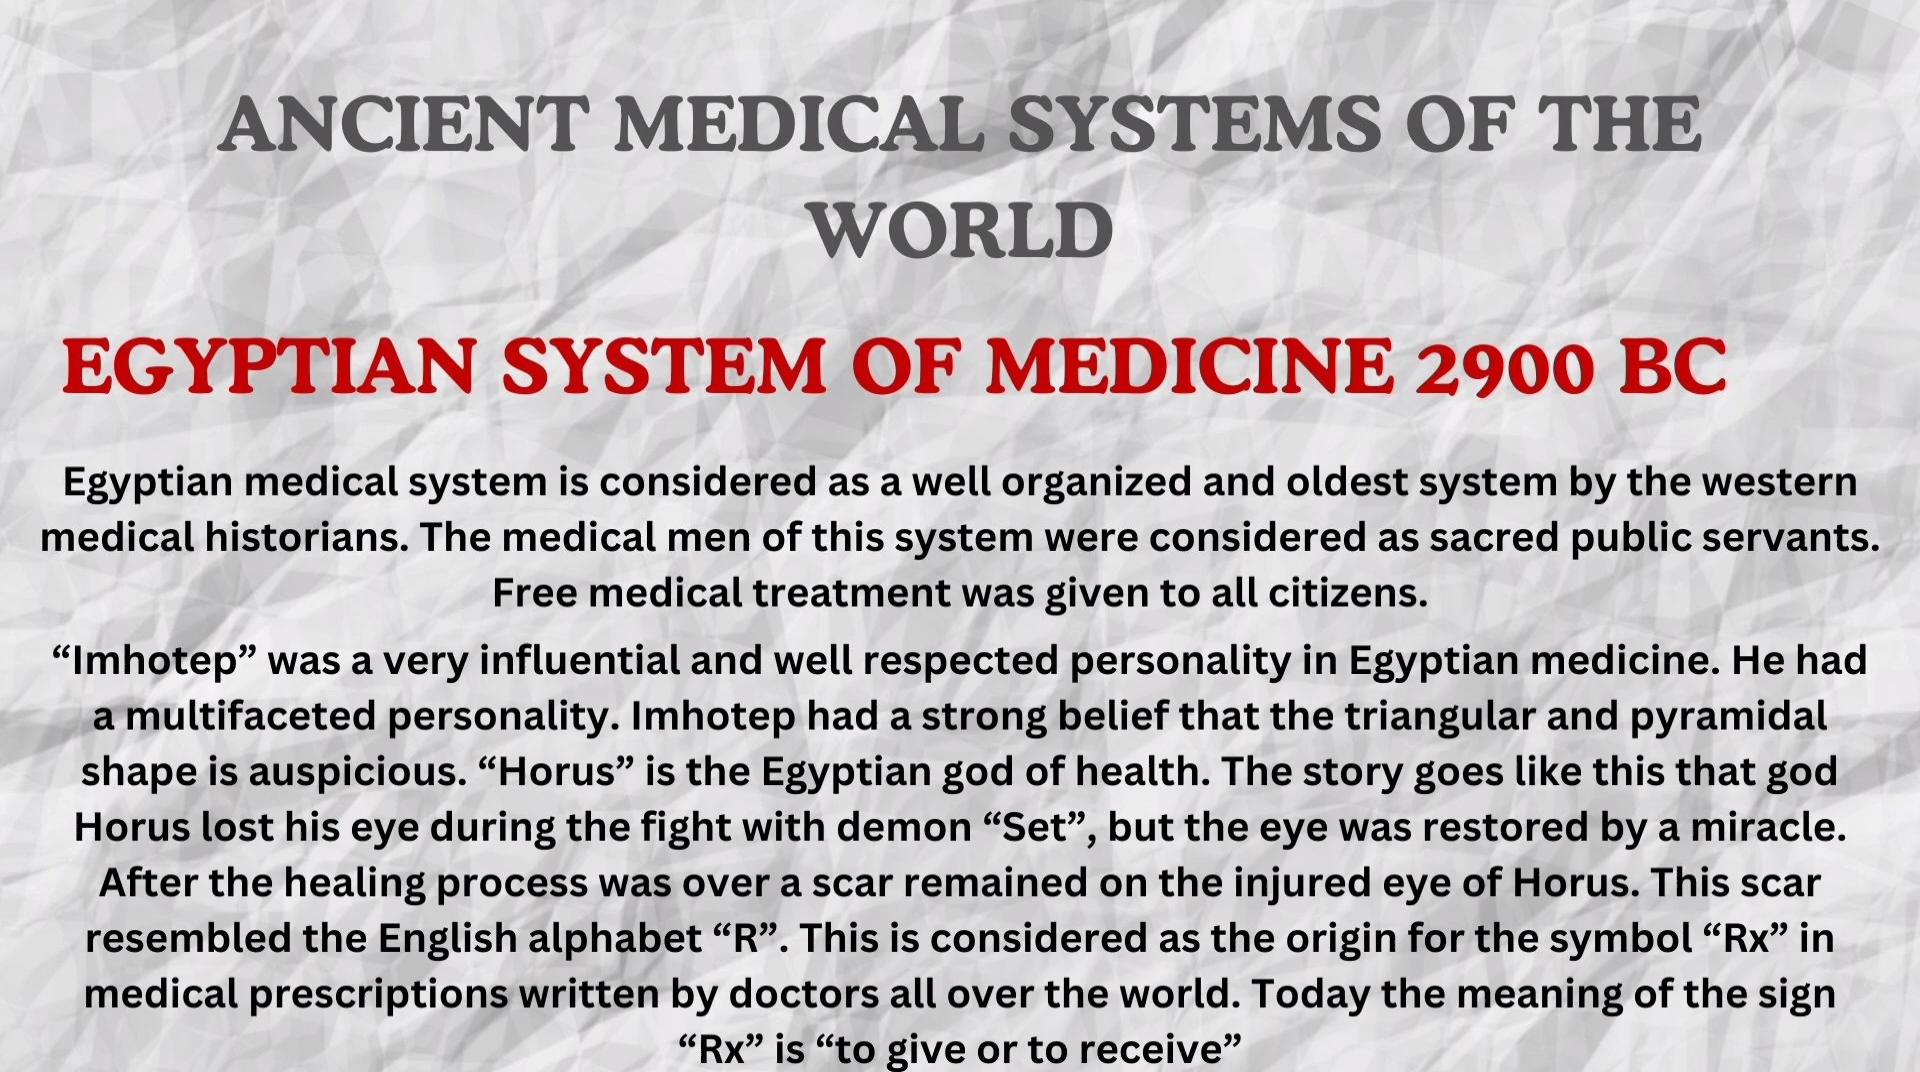 ANCIENT MEDICAL SYSTEMS OF THE
WORLD
EGYPTIAN SYSTEM OF MEDICINE 2900 BC
Egyptian medical system is considered as a well organized and oldest system by the western
medical historians. The medical men of this system were considered as sacred public servants.
Free medical treatment was given to all citizens.
“Imhotep” was a very influential and well respected personality in Egyptian medicine. He had
a multifaceted personality. Imhotep had a strong belief that the triangular and pyramidal
shape is auspicious. “Horus” is the Egyptian god of health. The story goes like this that god
Horus lost his eye during the fight with demon “Set”, but the eye was restored by a miracle.
After the healing process was over a scar remained on the injured eye of Horus. This scar
resembled the English alphabet “R”. This is considered as the origin for the symbol “Rx” in
medical prescriptions written by doctors all over the world. Today the meaning of the sign
“Rx” is “to give or to receive”